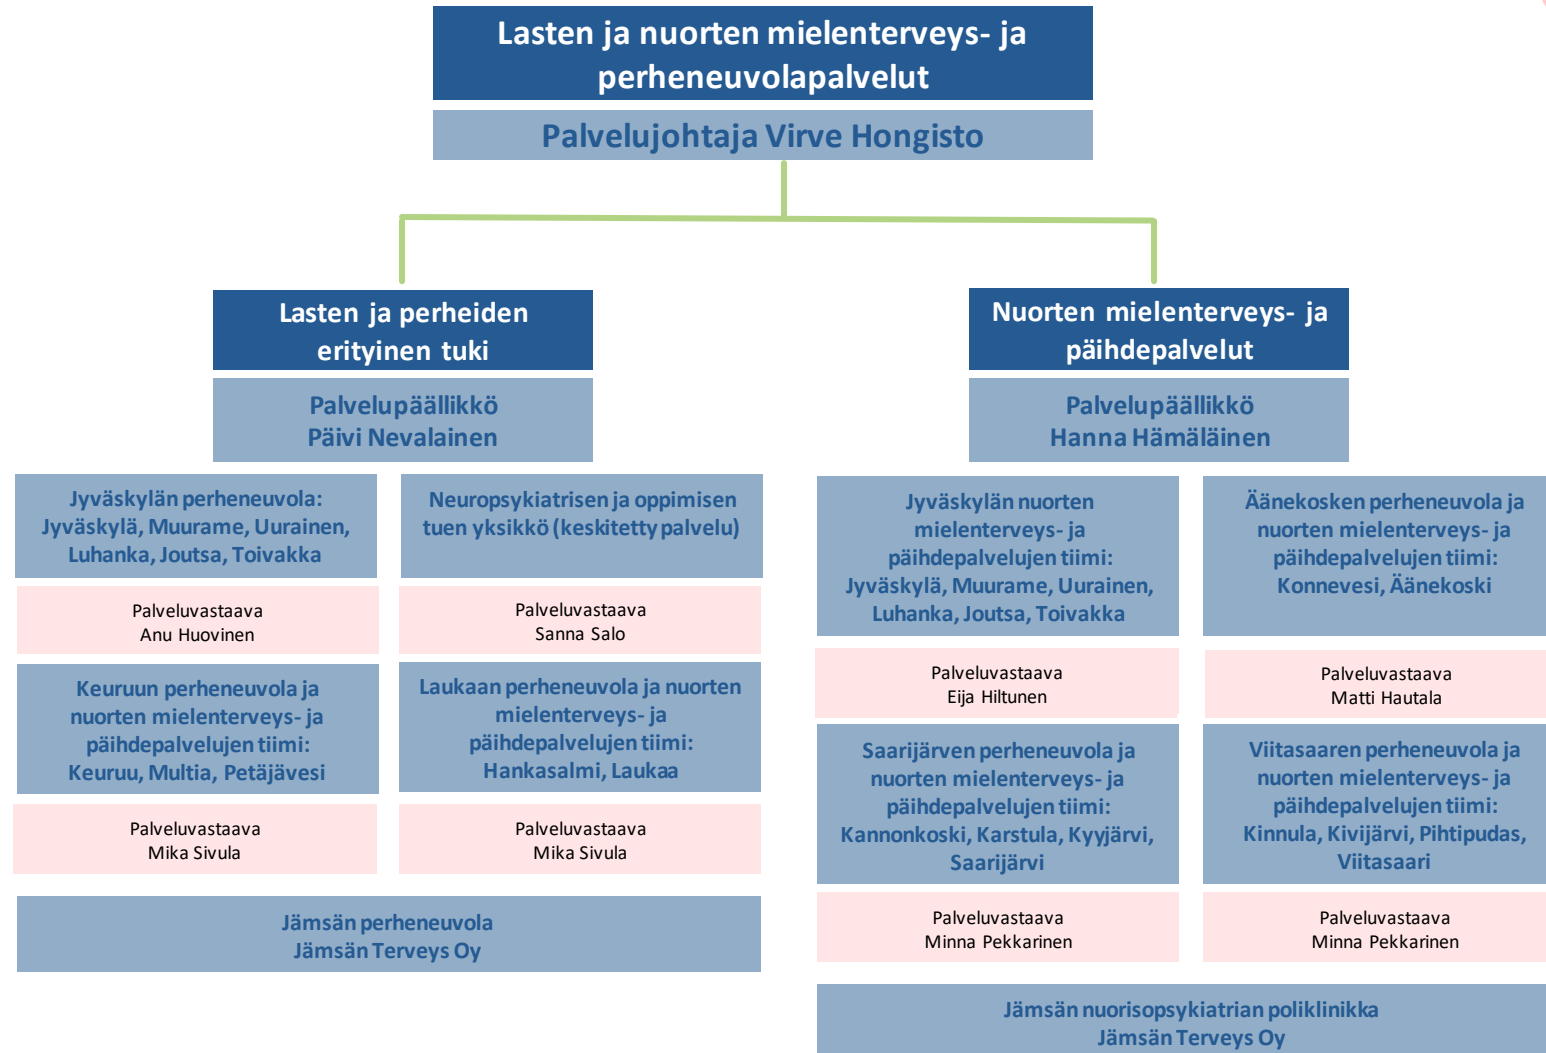 Lasten ja nuorten mielenterveys- ja
perheneuvolapalvelut
Palvelujohtaja Virve Hongisto
Lasten ja perheiden
erityinen tuki
Palvelupäällikkö
Päivi Nevalainen
Jyväskylän perheneuvola:
Jyväskylä, Muurame, Uurainen,
Luhanka, Joutsa, Toivakka
Palveluvastaava
Anu Huovinen
Neuropsykiatrisen ja oppimisen
tuen yksikkö (keskitetty palvelu)
Palveluvastaava
Sanna Salo
Keuruun perheneuvola ja
nuorten mielenterveys- ja
päihdepalvelujen tiimi:
Keuruu, Multia, Petäjävesi
Palveluvastaava
Mika Sivula
Laukaan perheneuvola ja nuorten
mielenterveys- ja
päihdepalvelujen tiimi:
Hankasalmi, Laukaa
Palveluvastaava
Mika Sivula
Jämsän perheneuvola
Jämsän Terveys Oy
Nuorten mielenterveys- ja
päihdepalvelut
Palvelupäällikkö
Hanna Hämäläinen
Jyväskylän nuorten
mielenterveys- ja
päihdepalvelujen tiimi:
Jyväskylä, Muurame, Uurainen,
Luhanka, Joutsa, Toivakka
Palveluvastaava
Eija Hiltunen
Äänekosken perheneuvola ja
nuorten mielenterveys- ja
päihdepalvelujen tiimi:
Konnevesi, Äänekoski
Palveluvastaava
Matti Hautala
Saarijärven perheneuvola ja
nuorten mielenterveys- ja
päihdepalvelujen tiimi:
Kannonkoski, Karstula, Kyyjärvi,
Saarijärvi
Palveluvastaava
Minna Pekkarinen
Viitasaaren perheneuvola ja
nuorten mielenterveys- ja
päihdepalvelujen tiimi:
Kinnula, Kivijärvi, Pihtipudas,
Viitasaari
Palveluvastaava
Minna Pekkarinen
Jämsän nuorisopsykiatrian poliklinikka
Jämsän Terveys Oy